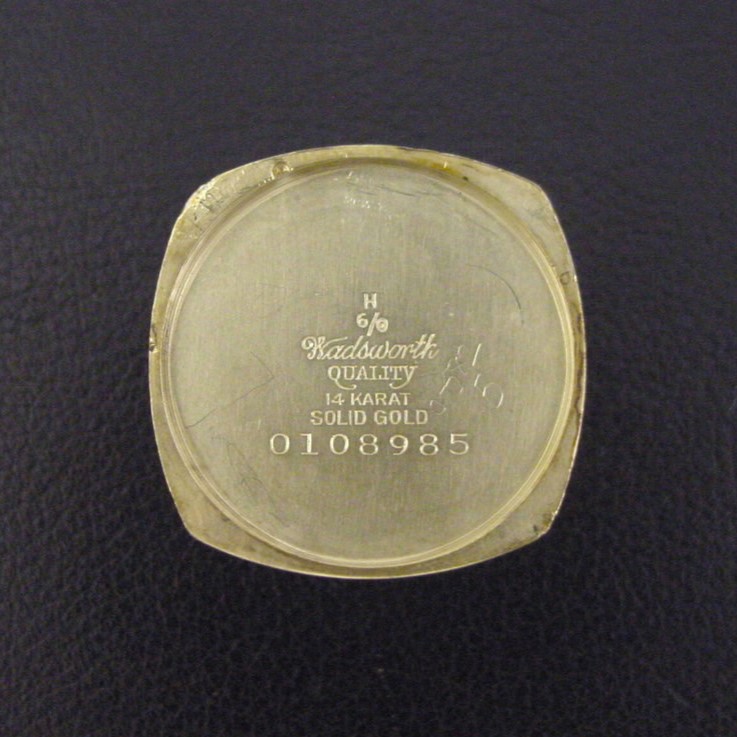 H
6/0
Wadsworth
QUALITY
14 KARAT
SOLID GOLD
0108985